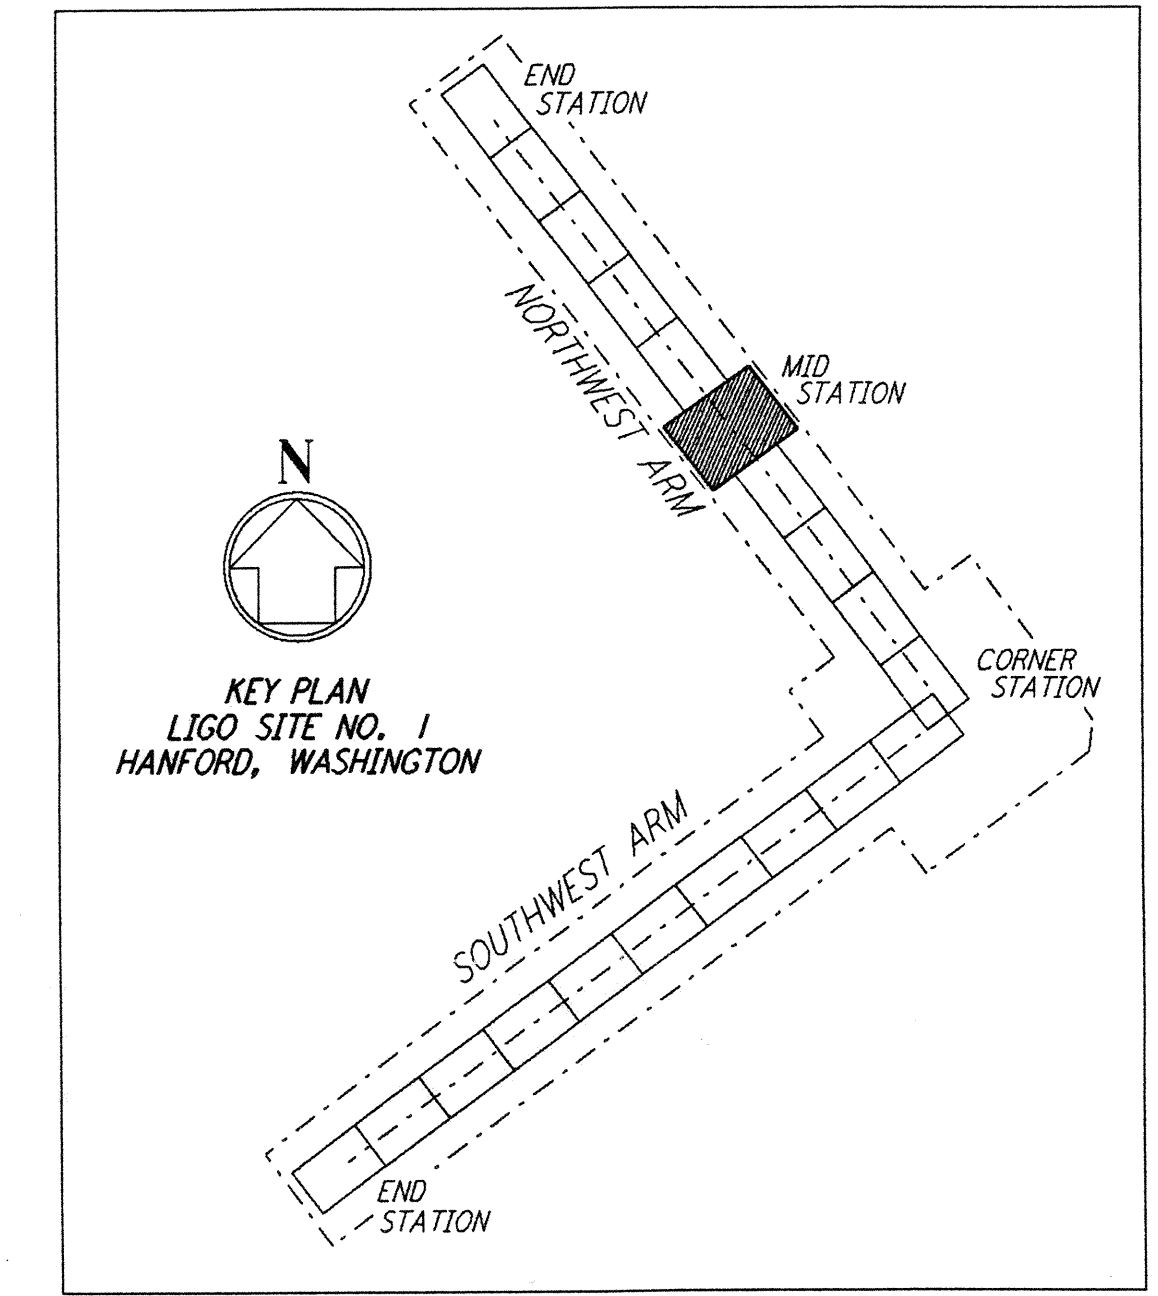 END
STATION
MID
STATION
NORTHWEST ARM
N
CORNER
STATION
KEY PLAN
LIGO SITE NO. 1
HANFORD, WASHINGTON
SOUTHWEST ARM
END
STATION